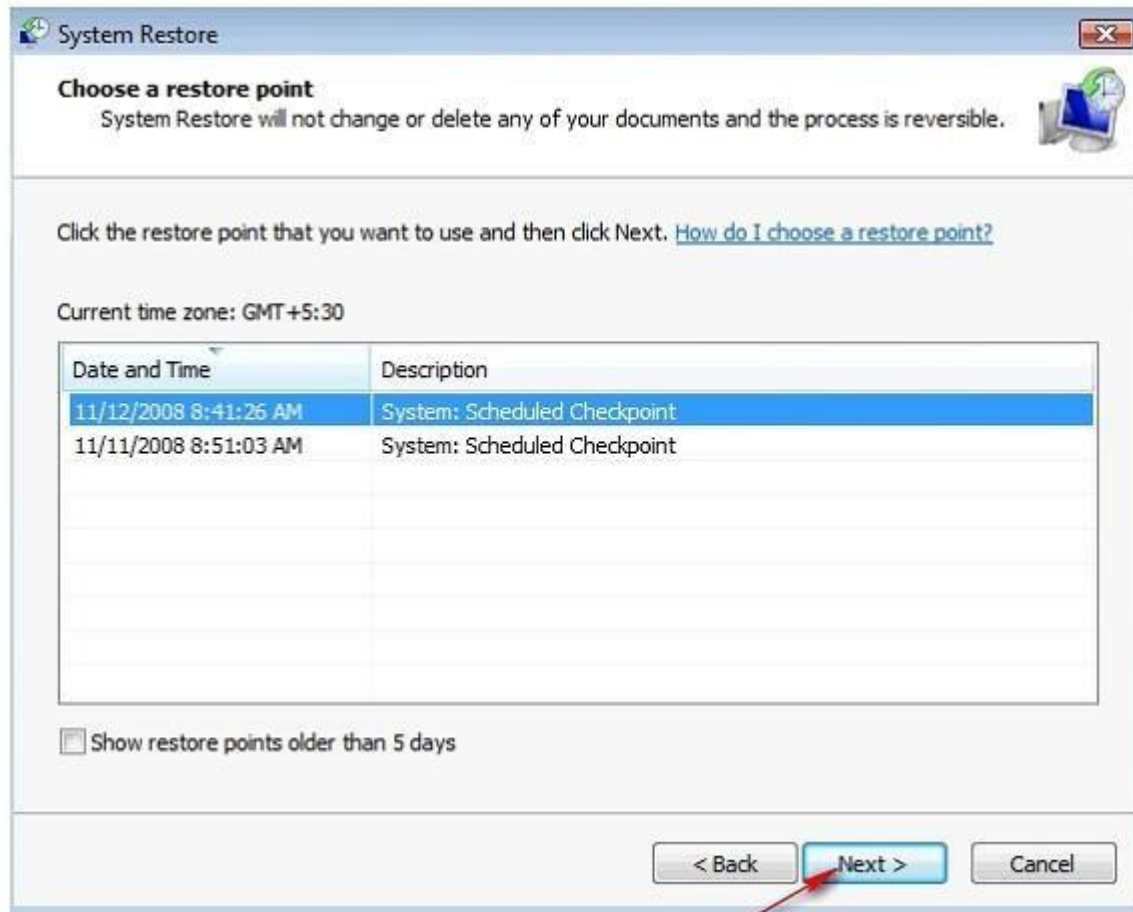 System Restore
Choose a restore point
System Restore will not change or delete any of your documents and the process is reversible.
Click the restore point that you want to use and then click Next. How do I choose a restore point?
Current time zone: GMT+5:30
Date and Time Description
11/12/2008 8:41:26 AM System: Scheduled Checkpoint
11/11/2008 8:51:03 AM System: Scheduled Checkpoint
Show restore points older than 5 days
< Back Next > Cancel